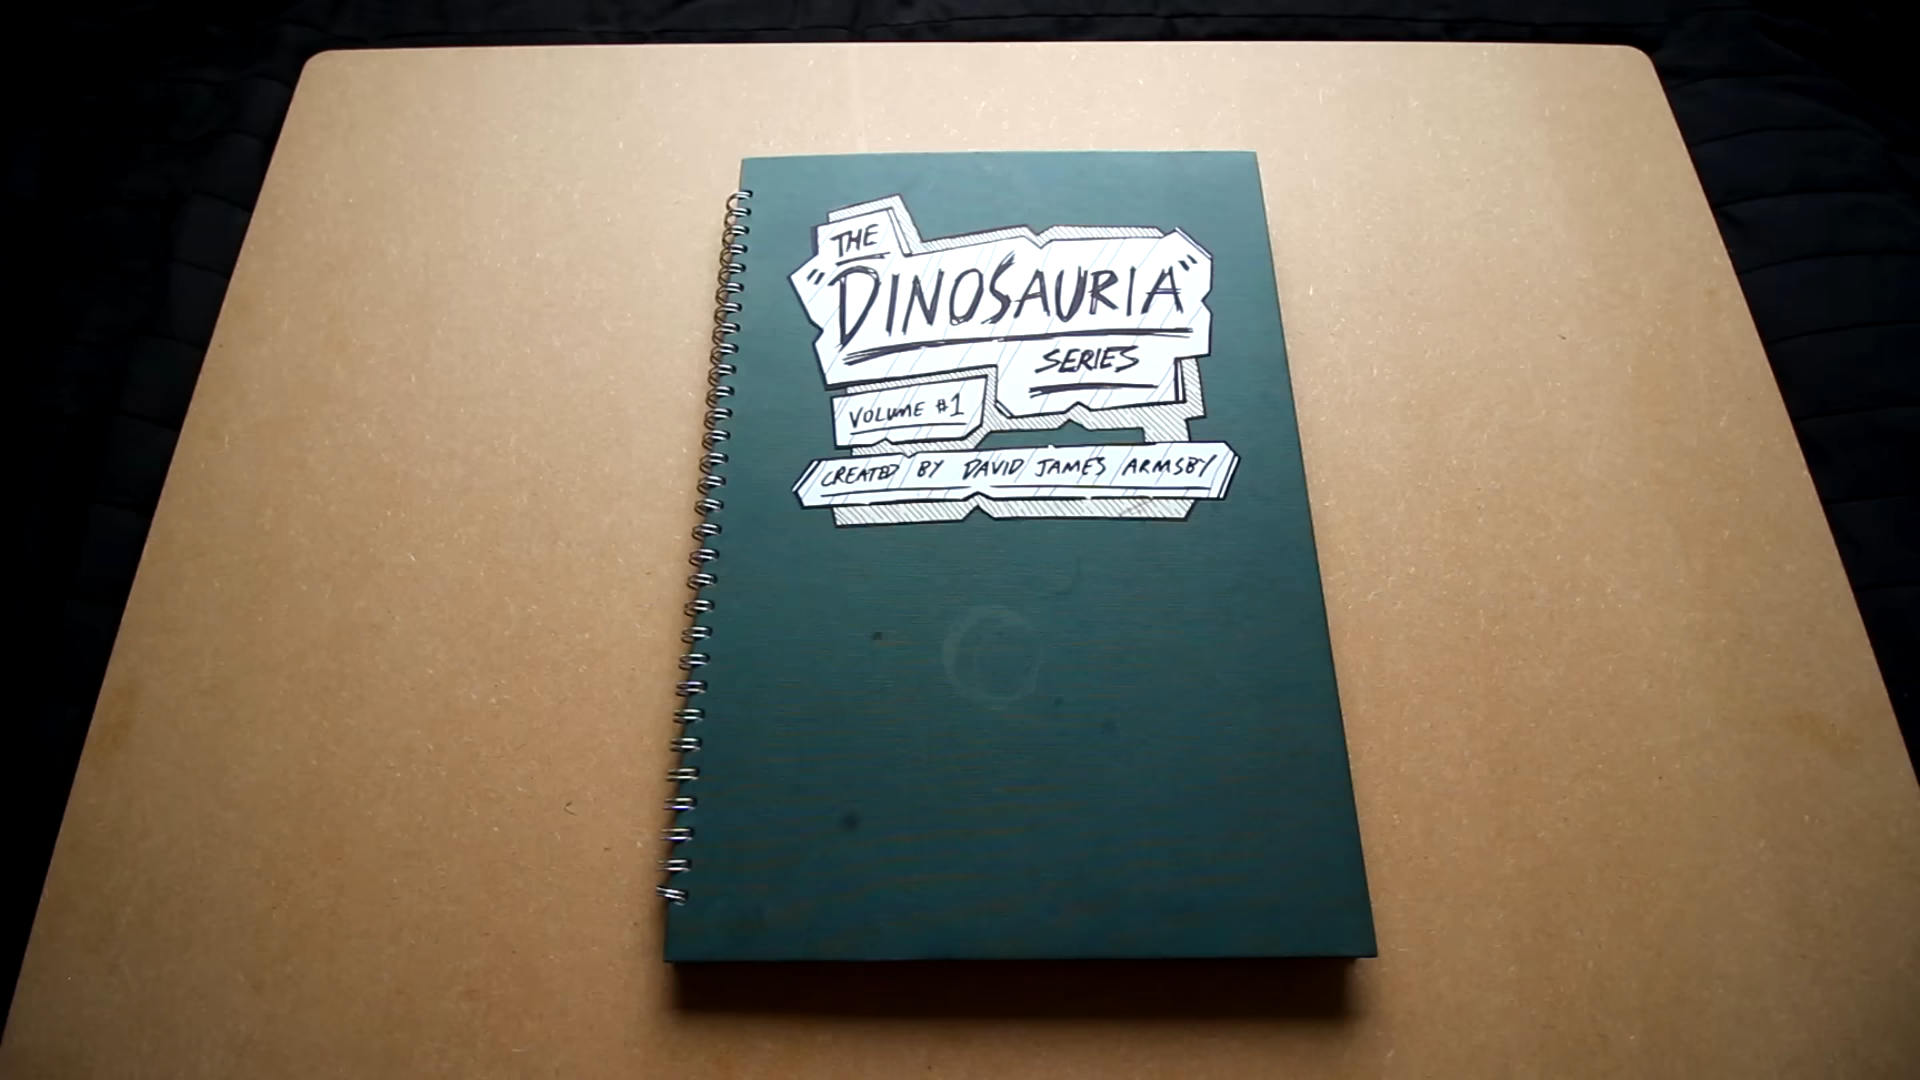 THE
"DINOSAURIA"
SERIES
VOLUME #1
CREATED BY DAVID JAMES ARMSBY